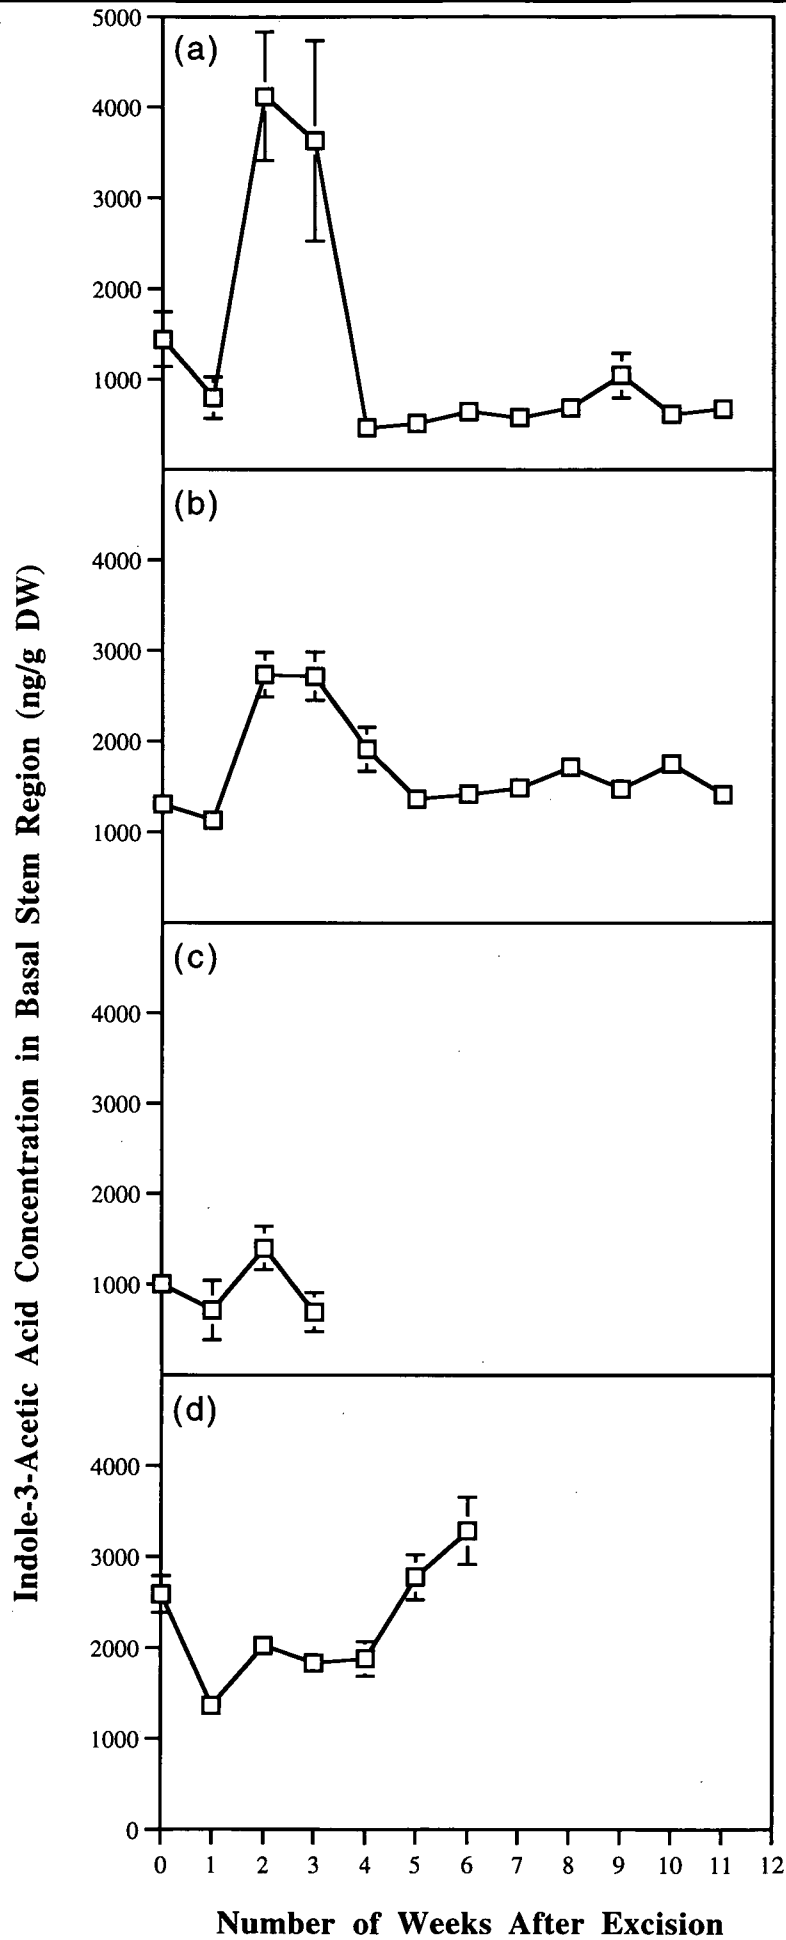 Indole-3-Acetic Acid Concentration in Basal Stem Region (ng/g DW)
5000
(a)
4000
3000
2000
1000
(b)
4000
3000
2000
1000
(c)
4000
3000
2000
1000
(d)
4000
3000
2000
1000
0
0 1 2 3 4 5 6 7 8 9 10 11 12
Number of Weeks After Excision